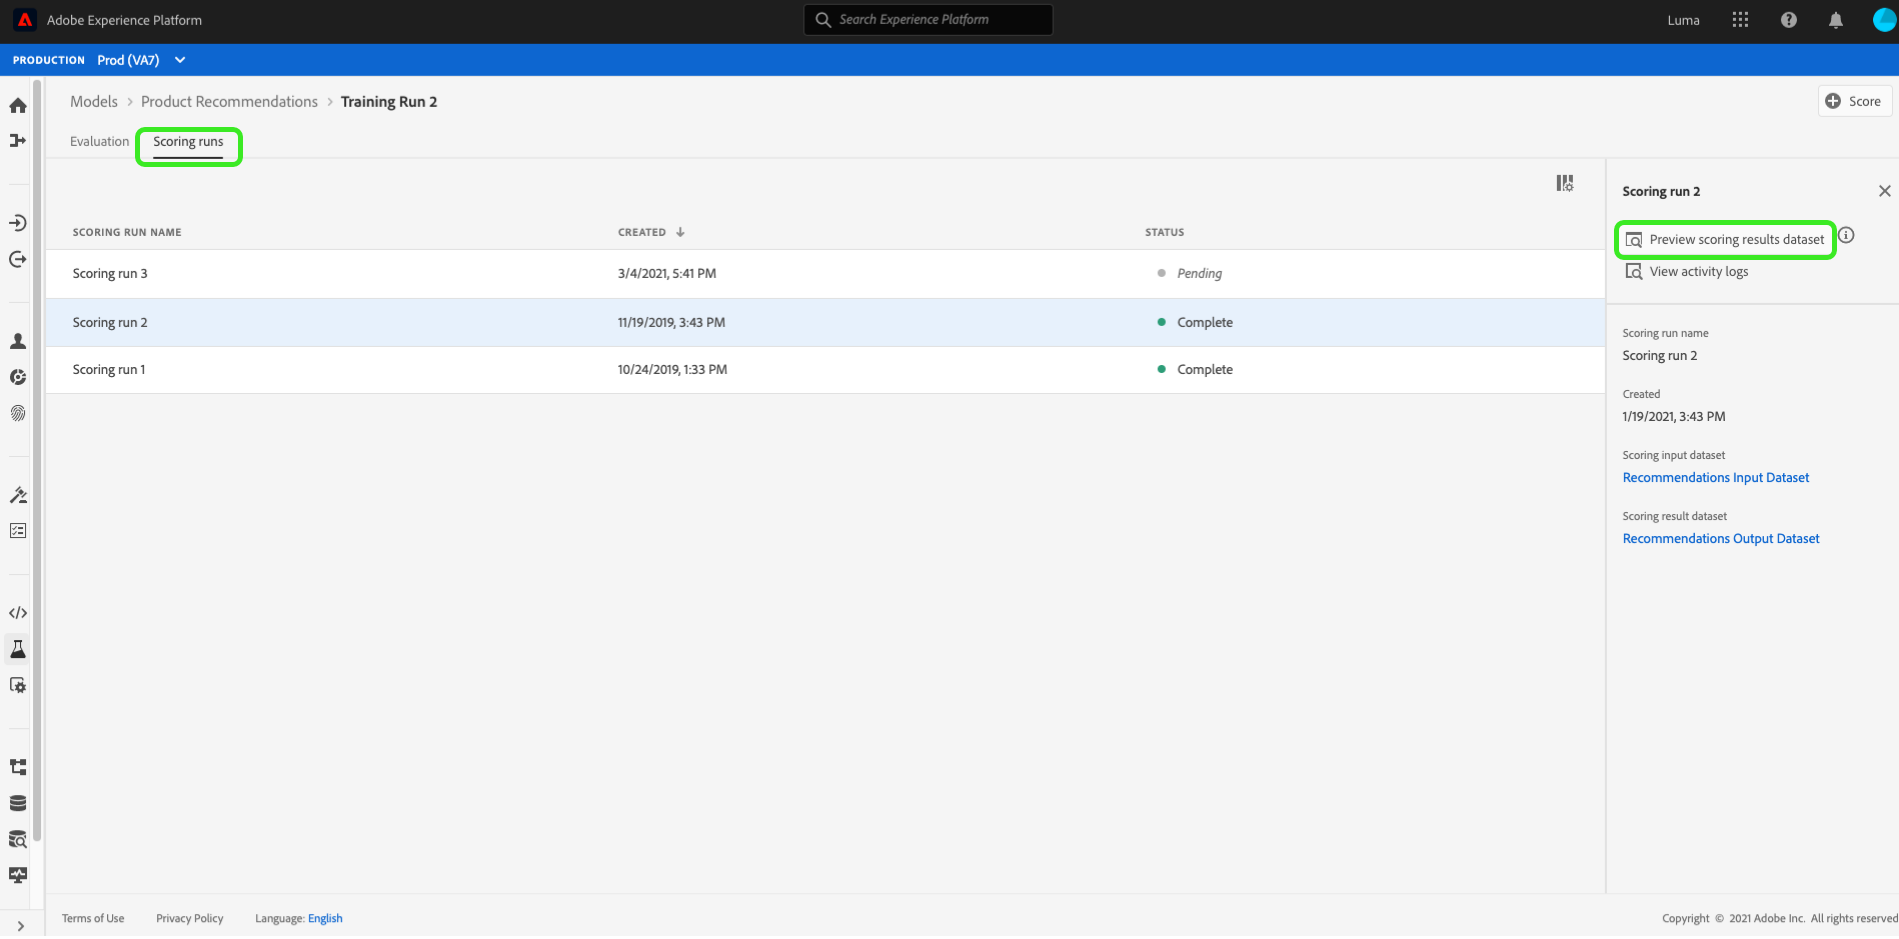 Adobe Experience Platform
Search Experience Platform
Luma
PRODUCTION Prod (VA7)
Models > Product Recommendations > Training Run 2
Score
Evaluation Scoring runs
SCORING RUN NAME CREATED STATUS
Scoring run 3 3/4/2021, 5:41 PM Pending
Scoring run 2 11/19/2019, 3:43 PM Complete
Scoring run 1 10/24/2019, 1:33 PM Complete
Scoring run 2
Preview scoring results dataset
View activity logs
Scoring run name
Scoring run 2
Created
1/19/2021, 3:43 PM
Scoring input dataset
Recommendations Input Dataset
Scoring result dataset
Recommendations Output Dataset
Terms of Use Privacy Policy Language: English
Copyright © 2021 Adobe Inc. All rights reserved